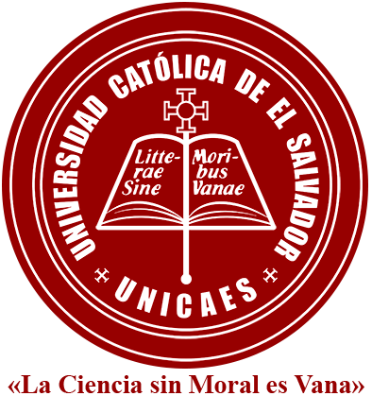 UNIVERSIDAD CATÓLICA DE EL SALVADOR
Litte-
rae
Sine
Mori-
bus
Vanae
UNICAES
«La Ciencia sin Moral es Vana»